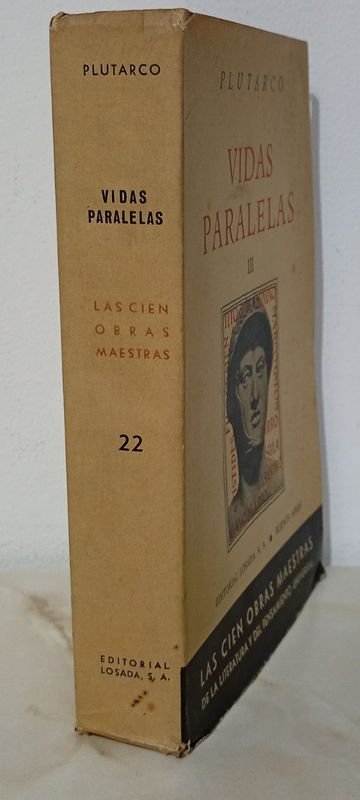 PLUTARCO
VIDAS
PARALELAS
LAS CIEN
OBRAS
MAESTRAS
22
EDITORIAL
LOSADA, S. A.
PLUTARCO
VIDAS
PARALELAS
III
EDITORIAL LOSADA, S. A. BUENOS AIRES
LAS CIEN OBRAS MAESTRAS
DE LA LITERATURA Y DEL PENSAMIENTO UNIVERSAL